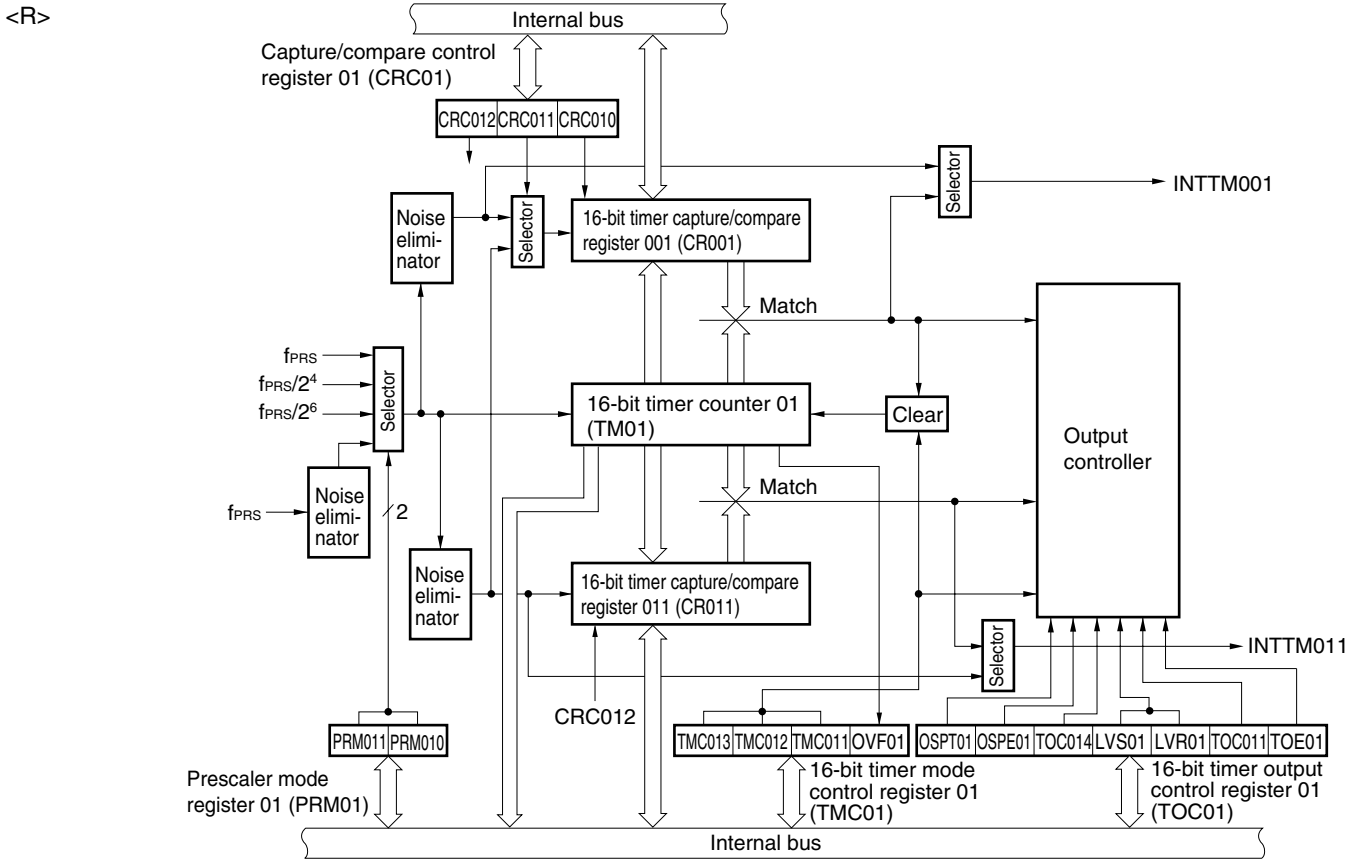 <R>
Internal bus
Capture/compare control
register 01 (CRC01)
CRC012 CRC011 CRC010
Selector
INTTM001
Noise
elimi-
nator
Selector
16-bit timer capture/compare
register 001 (CR001)
Match
fPRS
fPRS/2⁴
fPRS/2⁶
Selector
16-bit timer counter 01
(TM01)
Clear
Output
controller
fPRS
Noise
elimi-
nator
2
Match
Noise
elimi-
nator
16-bit timer capture/compare
register 011 (CR011)
Selector
INTTM011
CRC012
PRM011 PRM010
TMC013 TMC012 TMC011 OVF01
OSPT01 OSPE01 TOC014 LVS01 LVR01 TOC011 TOE01
Prescaler mode
register 01 (PRM01)
16-bit timer mode
control register 01
(TMC01)
16-bit timer output
control register 01
(TOC01)
Internal bus